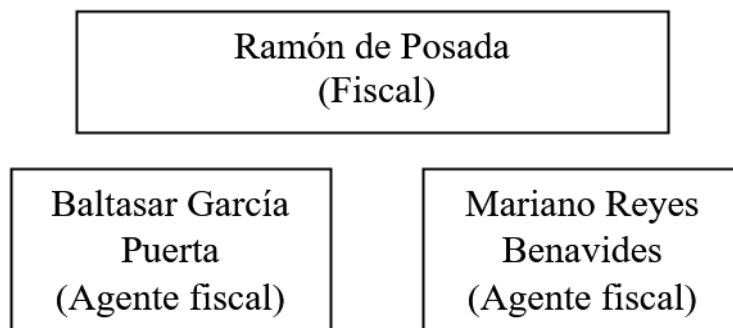 Ramón de Posada
(Fiscal)
Baltasar García
Puerta
(Agente fiscal)
Mariano Reyes
Benavides
(Agente fiscal)